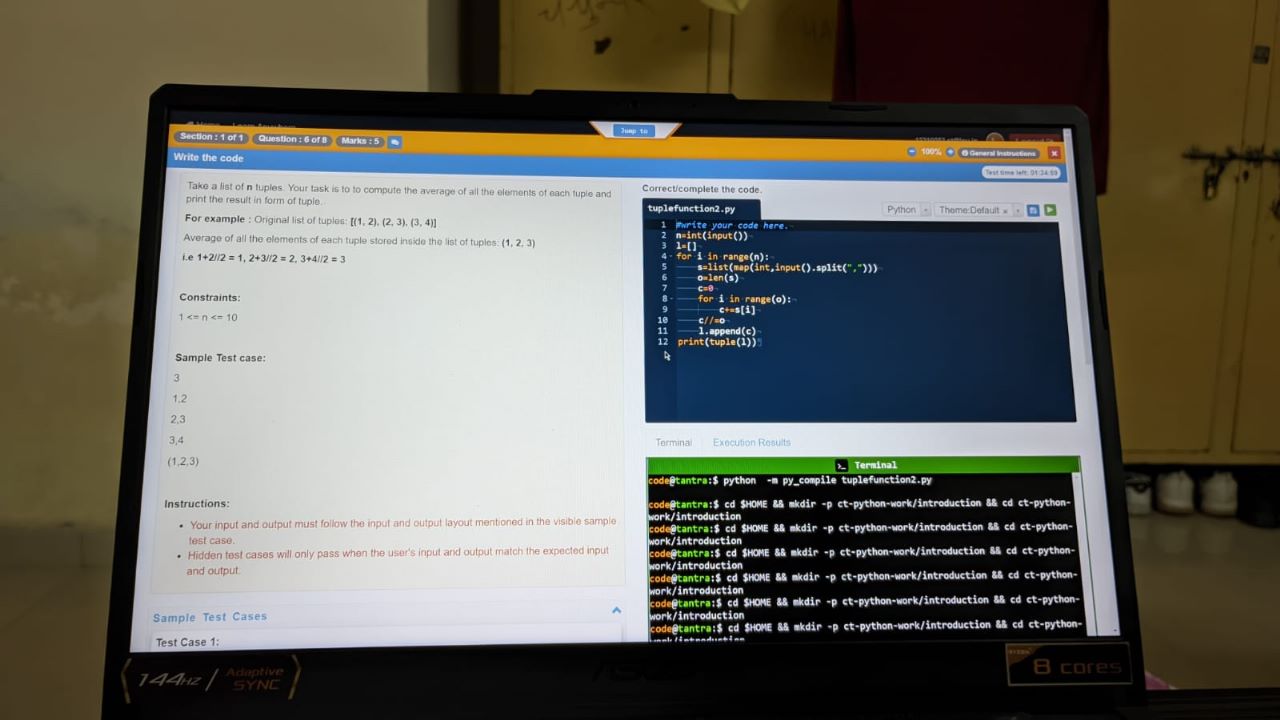 Section : 1 of 1 Question : 6 of 8 Marks : 5
Jump to
100% General Instructions
Write the code
Test time left: 01:34:59
Take a list of n tuples. Your task is to to compute the average of all the elements of each tuple and
print the result in form of tuple.
For example : Original list of tuples: [(1, 2), (2, 3), (3, 4)]
Average of all the elements of each tuple stored inside the list of tuples: (1, 2, 3)
i.e 1+2//2 = 1, 2+3//2 = 2, 3+4//2 = 3
Constraints:
1 <= n <= 10
Sample Test case:
3
1,2
2,3
3,4
(1,2,3)
Instructions:
Your input and output must follow the input and output layout mentioned in the visible sample
test case.
Hidden test cases will only pass when the user's input and output match the expected input
and output.
Sample Test Cases
Test Case 1:
Correct/complete the code.
tuplefunction2.py
Python Theme:Default
1 #write your code here.
2 n=int(input())
3 l=[]
4 for i in range(n):
5 s=list(map(int,input().split(",")))
6 o=len(s)
7 c=0
8 for i in range(o):
9 c+=s[i]
10 c//=o
11 l.append(c)
12 print(tuple(l))
Terminal Execution Results
Terminal
code@tantra:$ python -m py_compile tuplefunction2.py
code@tantra:$ cd $HOME && mkdir -p ct-python-work/introduction && cd ct-python-
work/introduction
code@tantra:$ cd $HOME && mkdir -p ct-python-work/introduction && cd ct-python-
work/introduction
code@tantra:$ cd $HOME && mkdir -p ct-python-work/introduction && cd ct-python-
work/introduction
code@tantra:$ cd $HOME && mkdir -p ct-python-work/introduction && cd ct-python-
work/introduction
code@tantra:$ cd $HOME && mkdir -p ct-python-work/introduction && cd ct-python-
work/introduction
code@tantra:$ cd $HOME && mkdir -p ct-python-work/introduction && cd ct-python-
144Hz / Adaptive
SYNC
RYZEN
8 cores